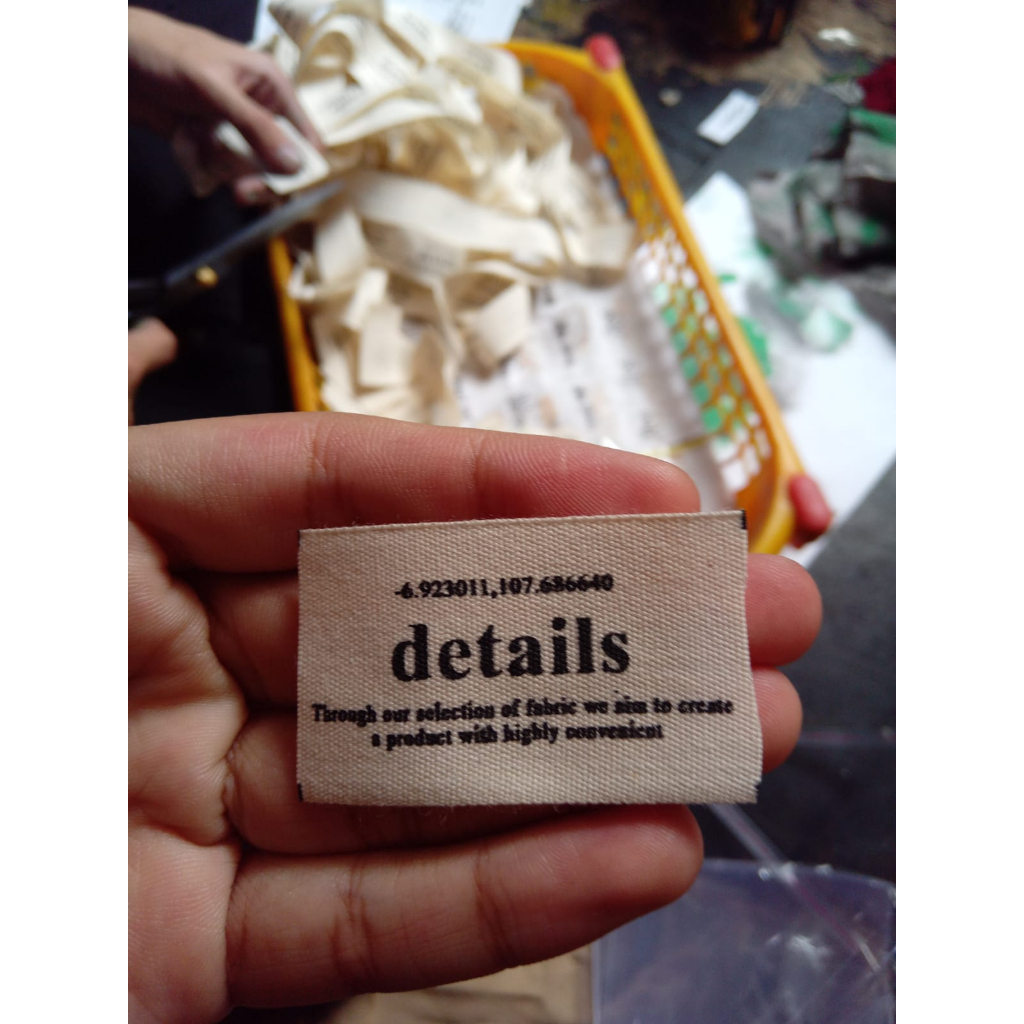 -6.923011,107.686640
details
Through our selection of fabric we aim to create
a product with highly convenient